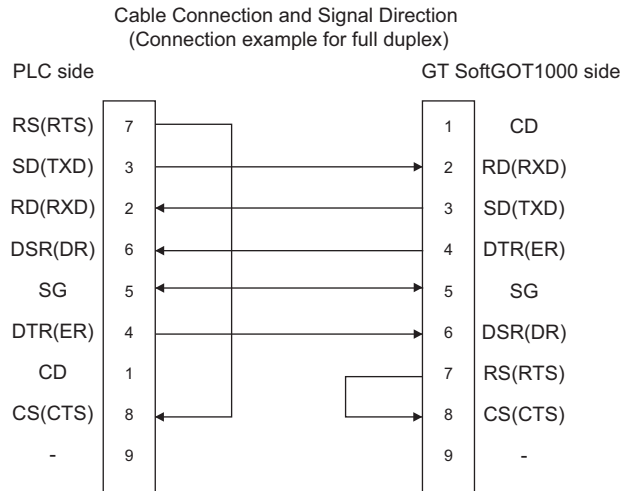 Cable Connection and Signal Direction
(Connection example for full duplex)
PLC side GT SoftGOT1000 side
RS(RTS) 7 1 CD
SD(TXD) 3 2 RD(RXD)
RD(RXD) 2 3 SD(TXD)
DSR(DR) 6 4 DTR(ER)
SG 5 5 SG
DTR(ER) 4 6 DSR(DR)
CD 1 7 RS(RTS)
CS(CTS) 8 8 CS(CTS)
- 9 9 -